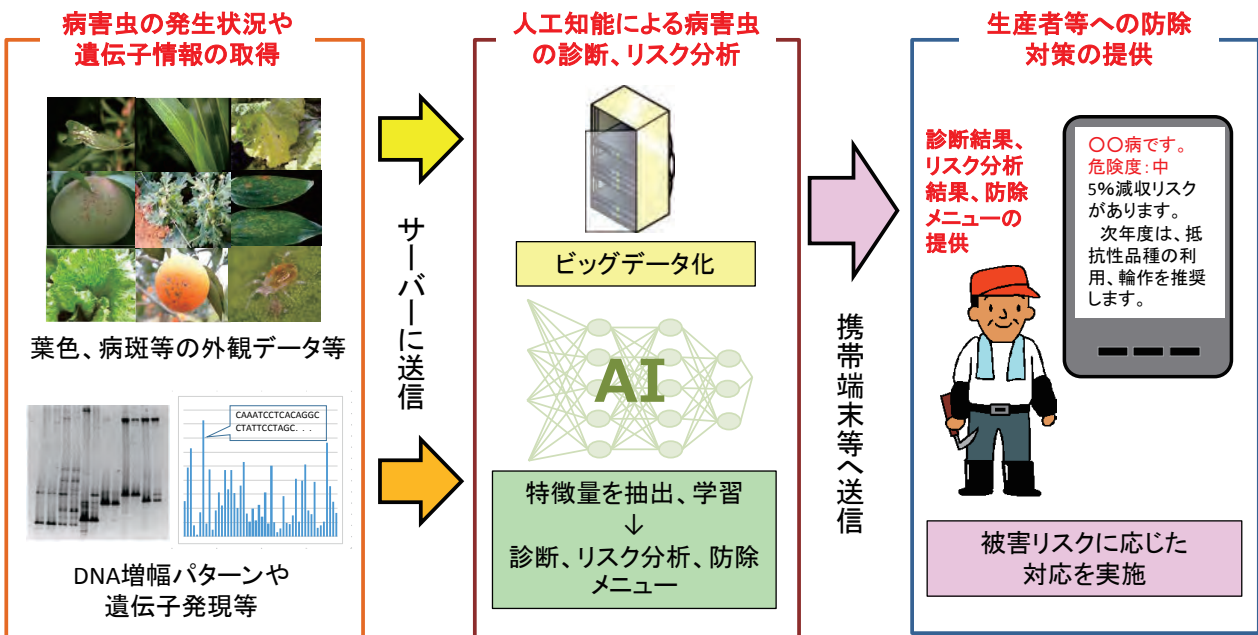 病害虫の発生状況や
遺伝子情報の取得
葉色、病斑等の外観データ等
CAAATCCTCACAGGC
CTATTCCTAGC. . .
DNA増幅パターンや
遺伝子発現等
サーバーに送信
人工知能による病害虫
の診断、リスク分析
ビッグデータ化
AI
特徴量を抽出、学習
↓
診断、リスク分析、防除
メニュー
携帯端末等へ送信
生産者等への防除
対策の提供
診断結果、
リスク分析
結果、防除
メニューの
提供
〇〇病です。
危険度:中
5%減収リスク
があります。
次年度は、抵
抗性品種の利
用、輪作を推奨
します。
被害リスクに応じた
対応を実施